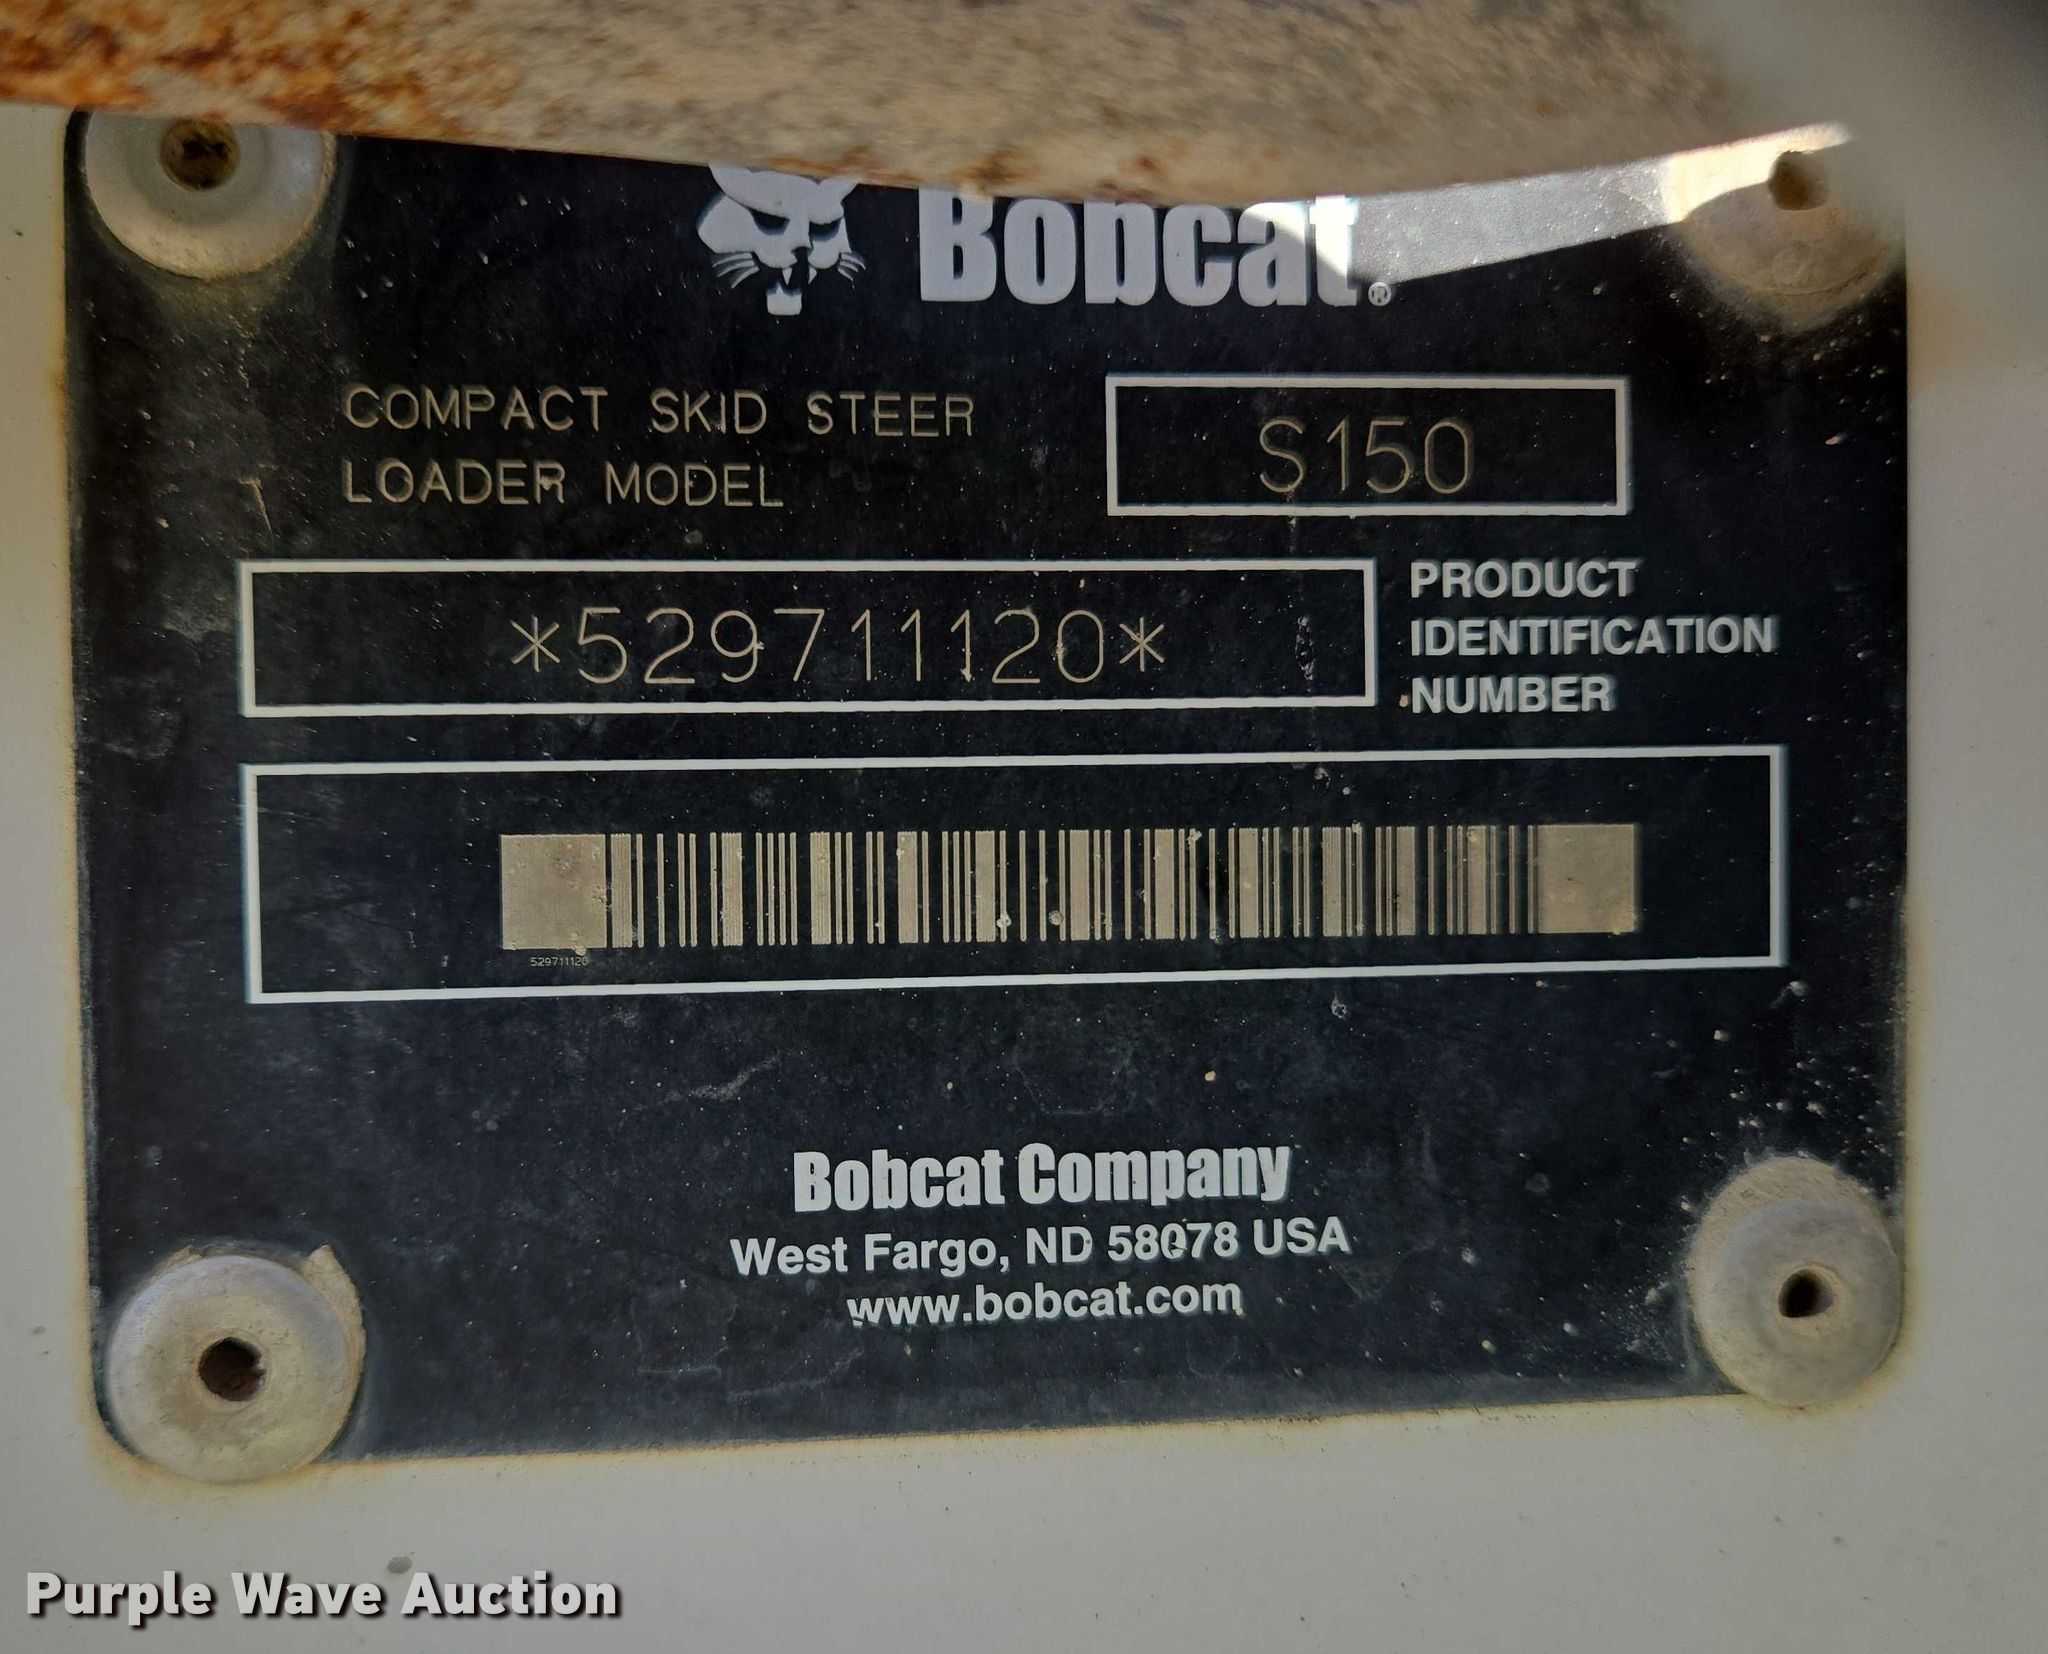 Bobcat®
COMPACT SKID STEER
LOADER MODEL
S150
*529711120*
PRODUCT
IDENTIFICATION
NUMBER
529711120
Bobcat Company
West Fargo, ND 58078 USA
www.bobcat.com
Purple Wave Auction